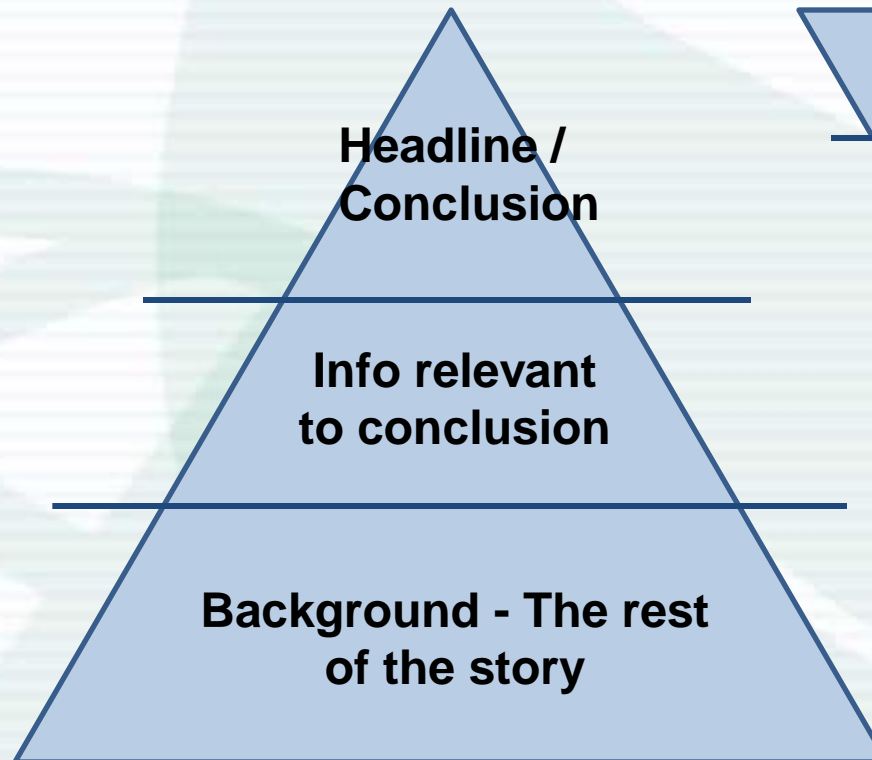 Headline /
Conclusion
Info relevant
to conclusion
Background - The rest
of the story